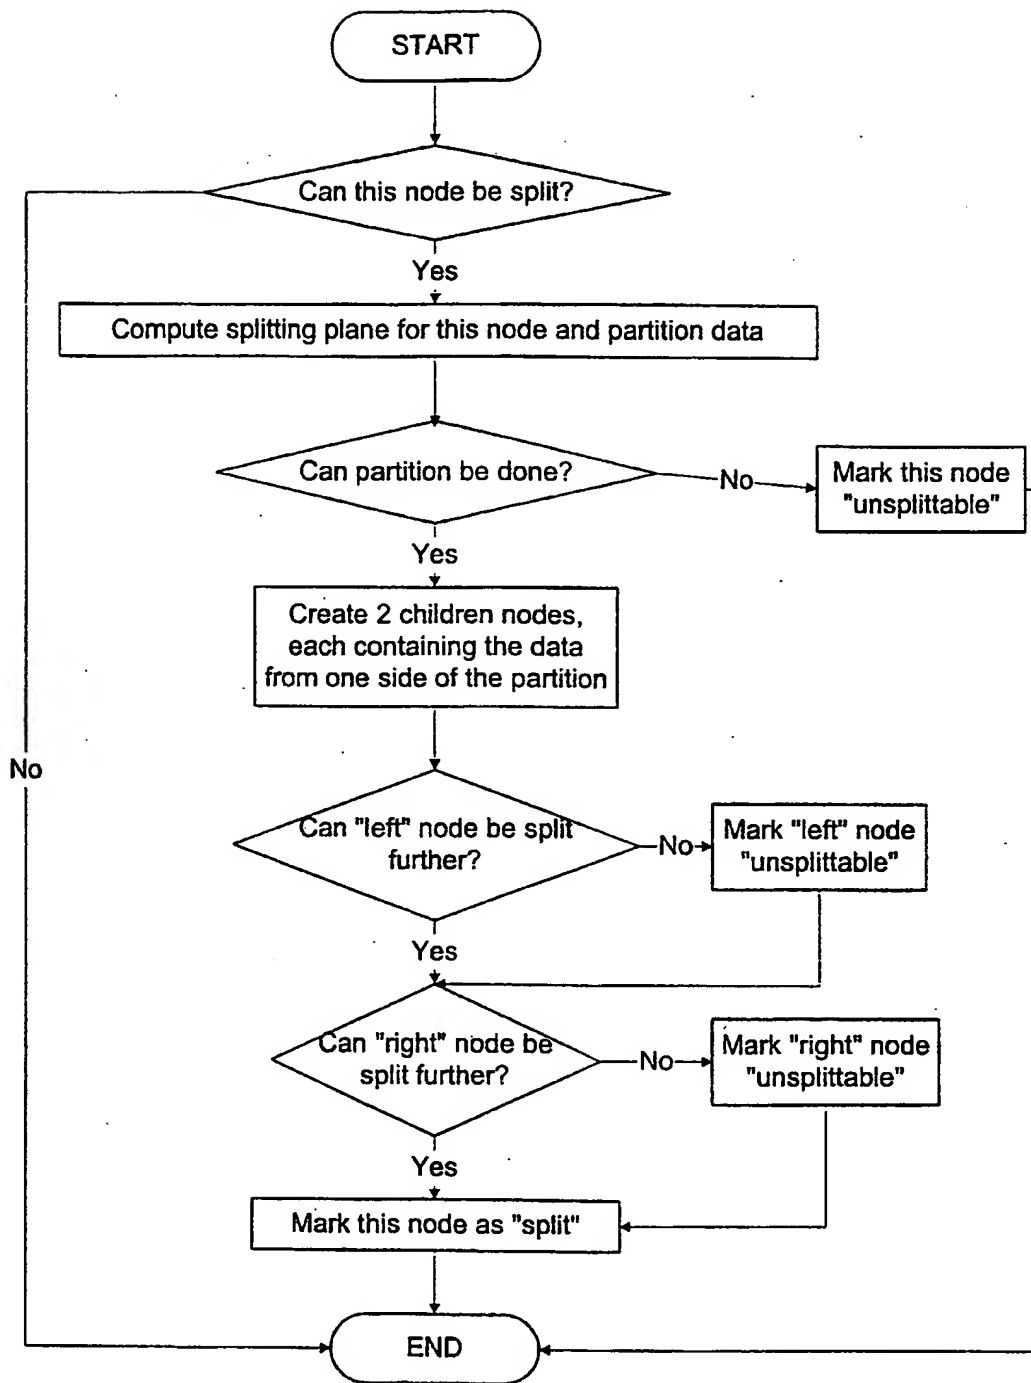 START
Can this node be split?
Yes
Compute splitting plane for this node and partition data
Can partition be done?
No
Mark this node
"unsplittable"
Yes
Create 2 children nodes,
each containing the data
from one side of the partition
No
Can "left" node be split
further?
No
Mark "left" node
"unsplittable"
Yes
Can "right" node be
split further?
No
Mark "right" node
"unsplittable"
Yes
Mark this node as "split"
END